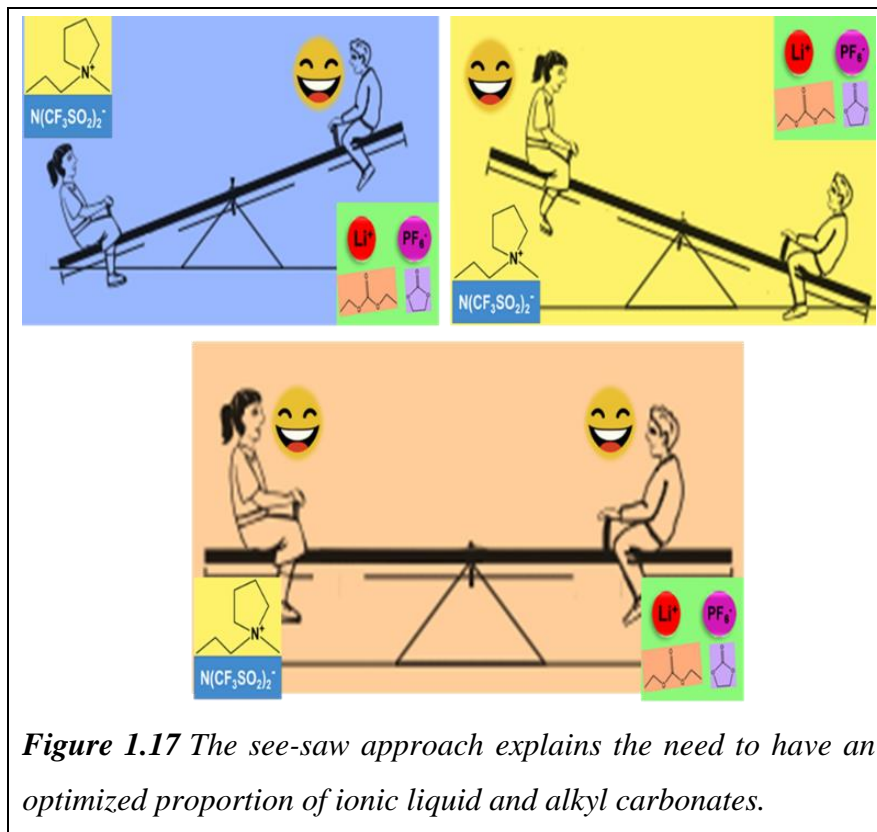 N⁺
N(CF₃SO₂)₂⁻
Li⁺ PF₆⁻
O
O O
O
O O
Li⁺ PF₆⁻
O
O O
O
O O
N⁺
N(CF₃SO₂)₂⁻
N⁺
N(CF₃SO₂)₂⁻
Li⁺ PF₆⁻
O
O O
O
O O
Figure 1.17 The see-saw approach explains the need to have an
optimized proportion of ionic liquid and alkyl carbonates.